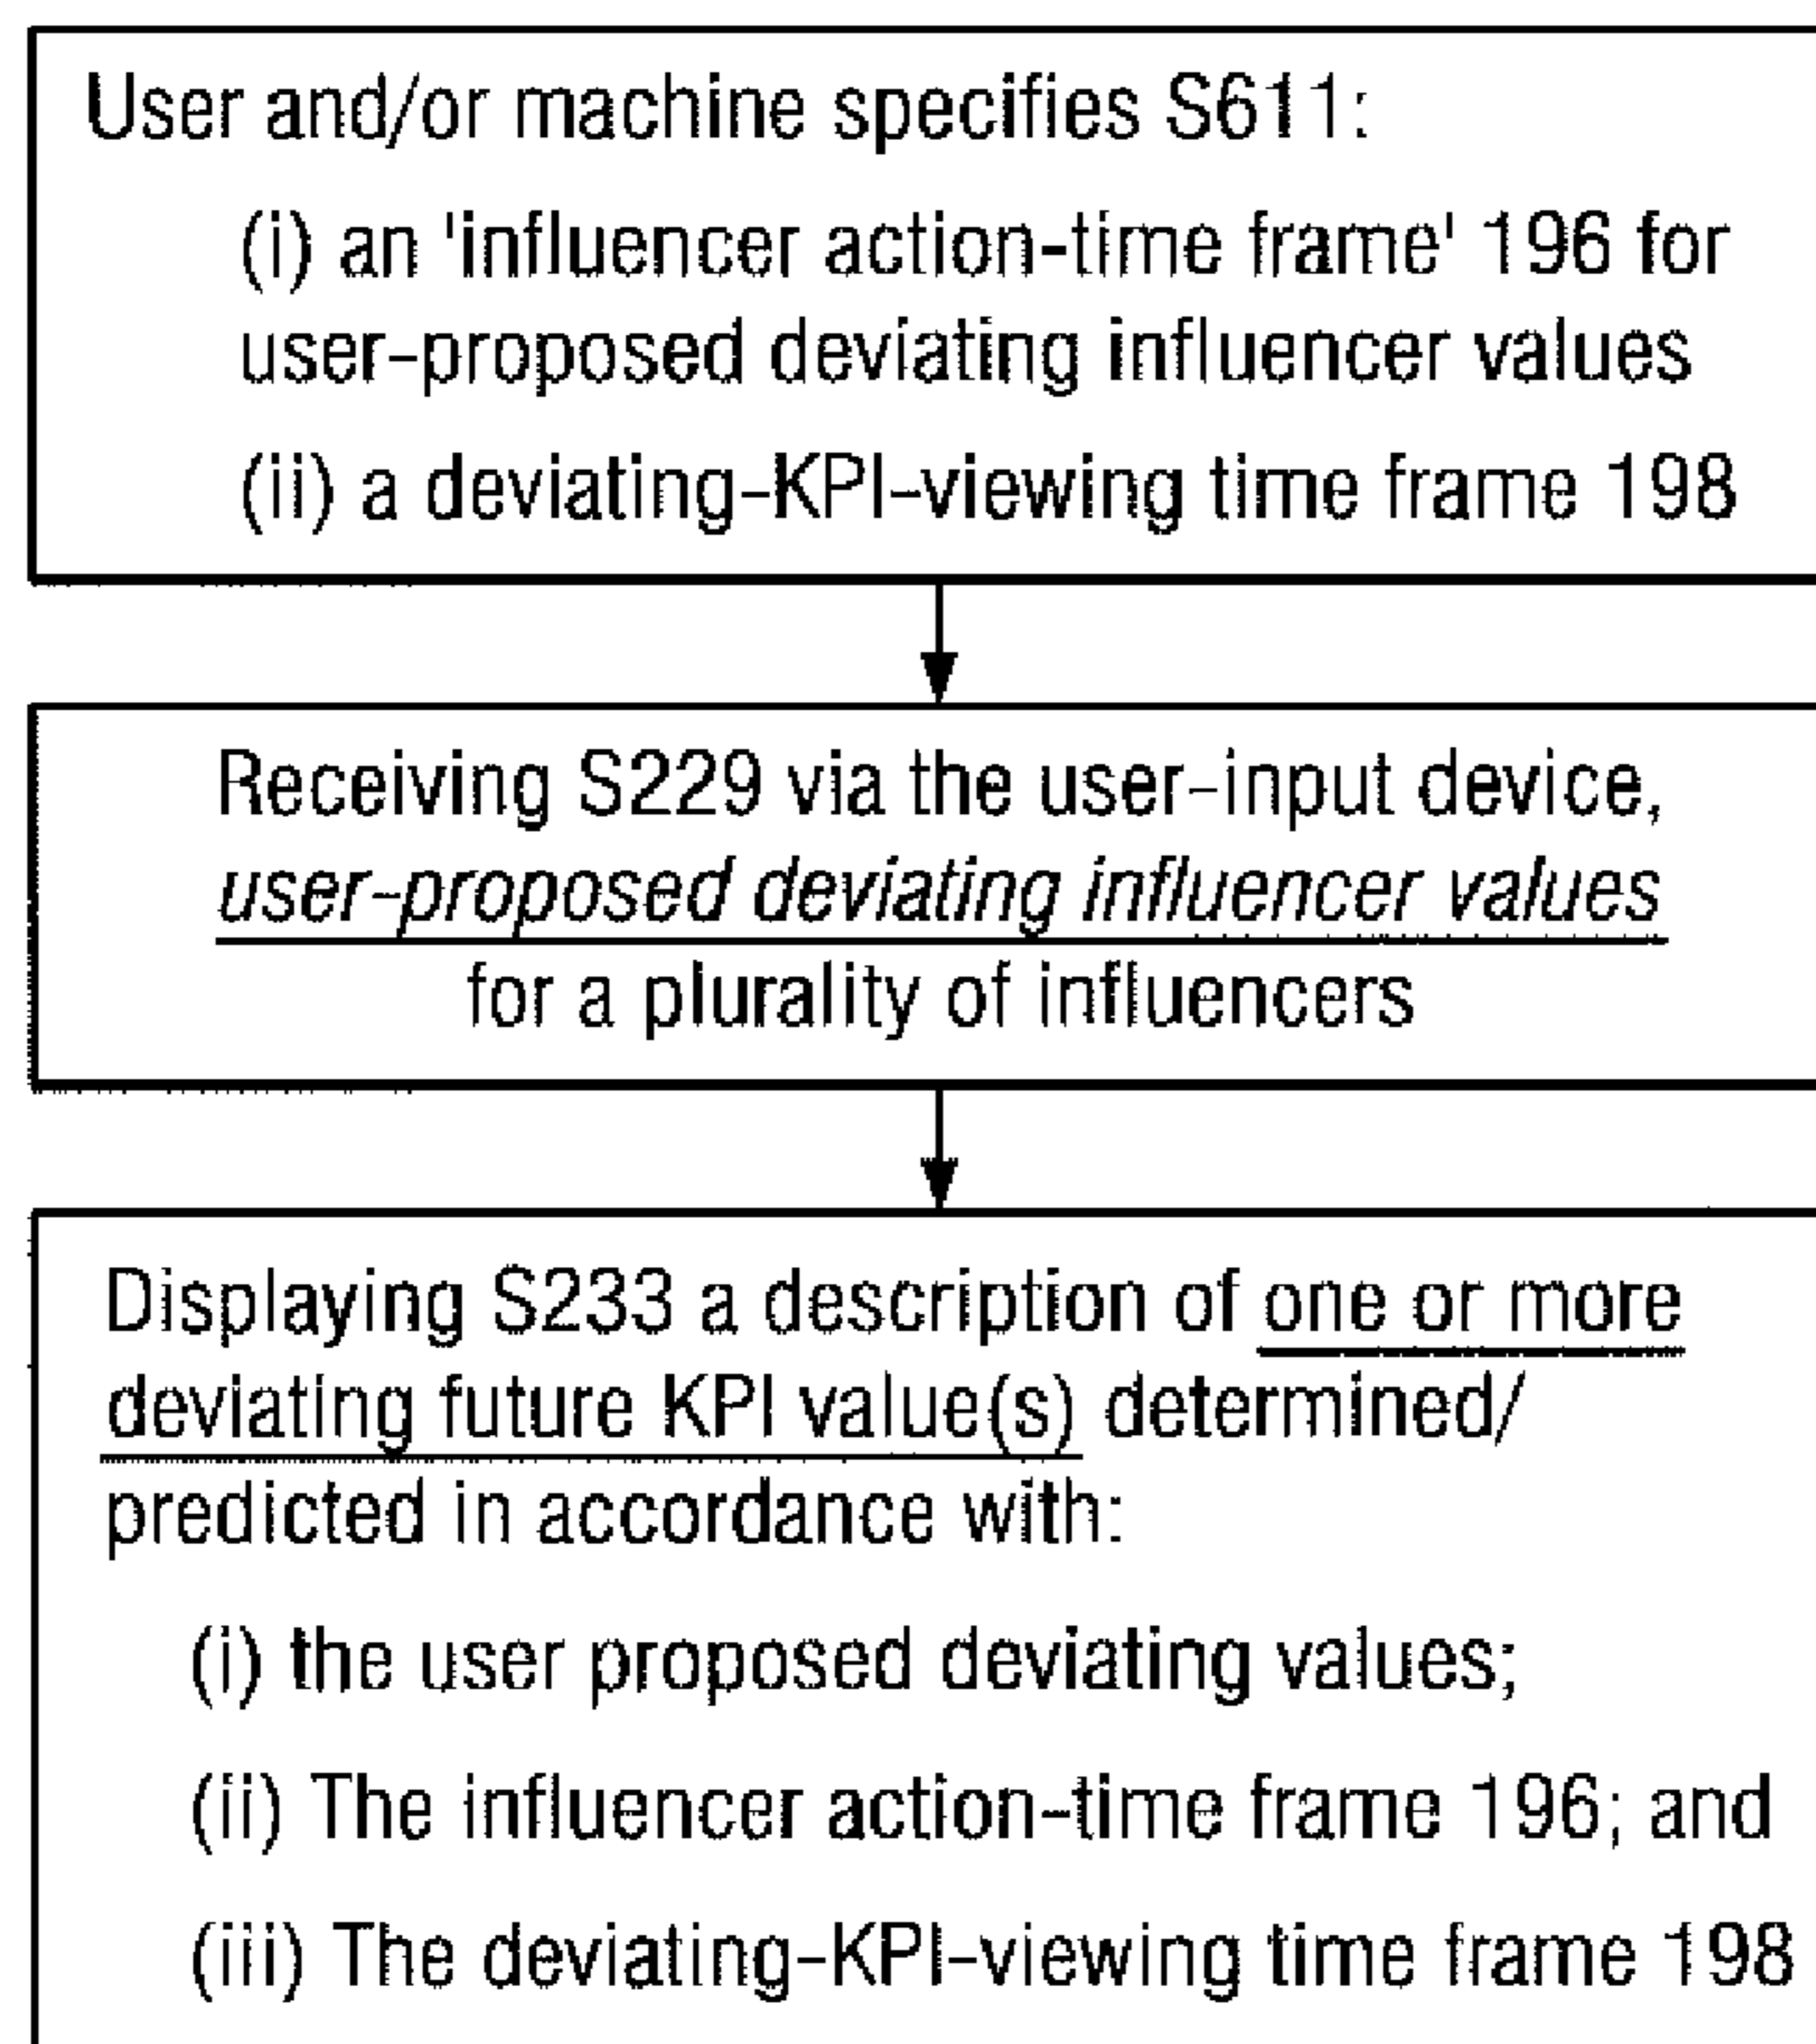 User and/or machine specifies S611:
(i) an 'influencer action-time frame' 196 for
user-proposed deviating influencer values
(ii) a deviating-KPI-viewing time frame 198
Receiving S229 via the user-input device,
user-proposed deviating influencer values
for a plurality of influencers
Displaying S233 a description of one or more
deviating future KPI value(s) determined/
predicted in accordance with:
(i) the user proposed deviating values;
(ii) The influencer action-time frame 196; and
(iii) The deviating-KPI-viewing time frame 198